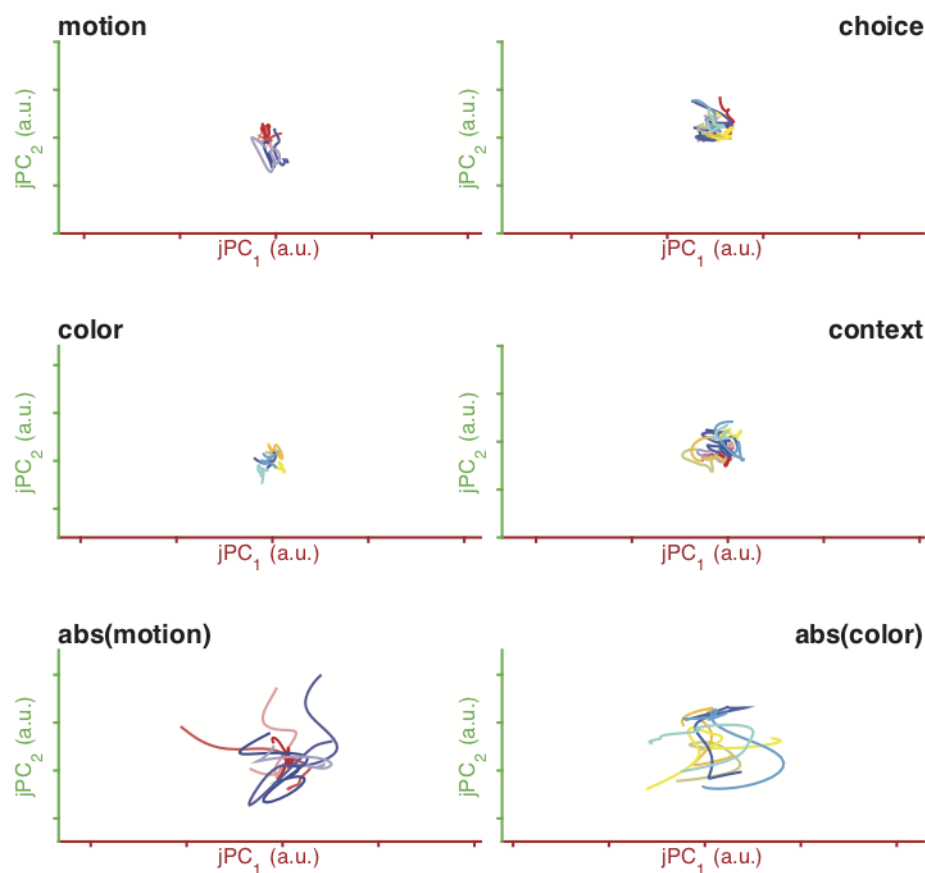 motion
choice
jPC2 (a.u.)
jPC2 (a.u.)
jPC1 (a.u.)
jPC1 (a.u.)
color
context
jPC2 (a.u.)
jPC2 (a.u.)
jPC1 (a.u.)
jPC1 (a.u.)
abs(motion)
abs(color)
jPC2 (a.u.)
jPC2 (a.u.)
jPC1 (a.u.)
jPC1 (a.u.)